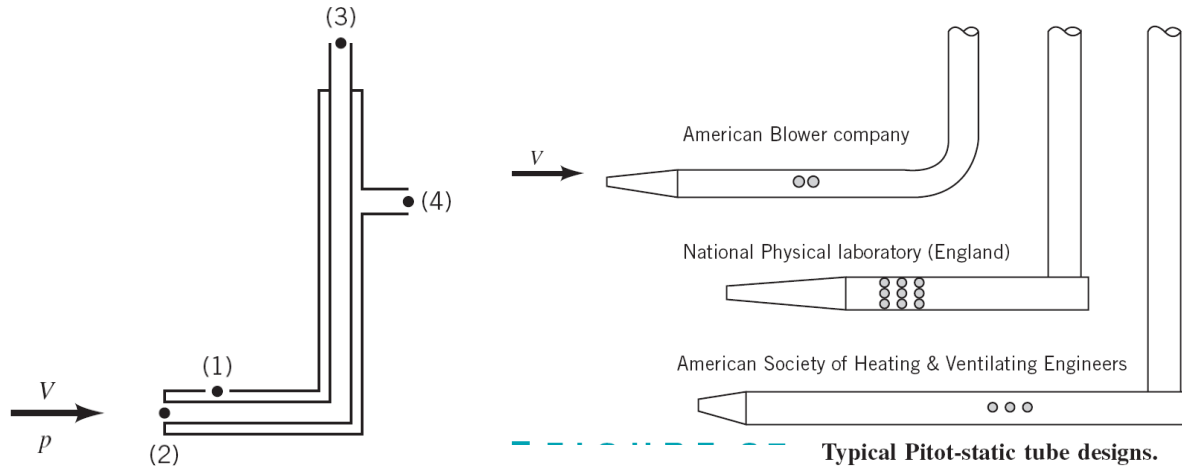 (3)
(4)
(1)
V
p
(2)
American Blower company
V
National Physical laboratory (England)
American Society of Heating & Ventilating Engineers
Typical Pitot-static tube designs.